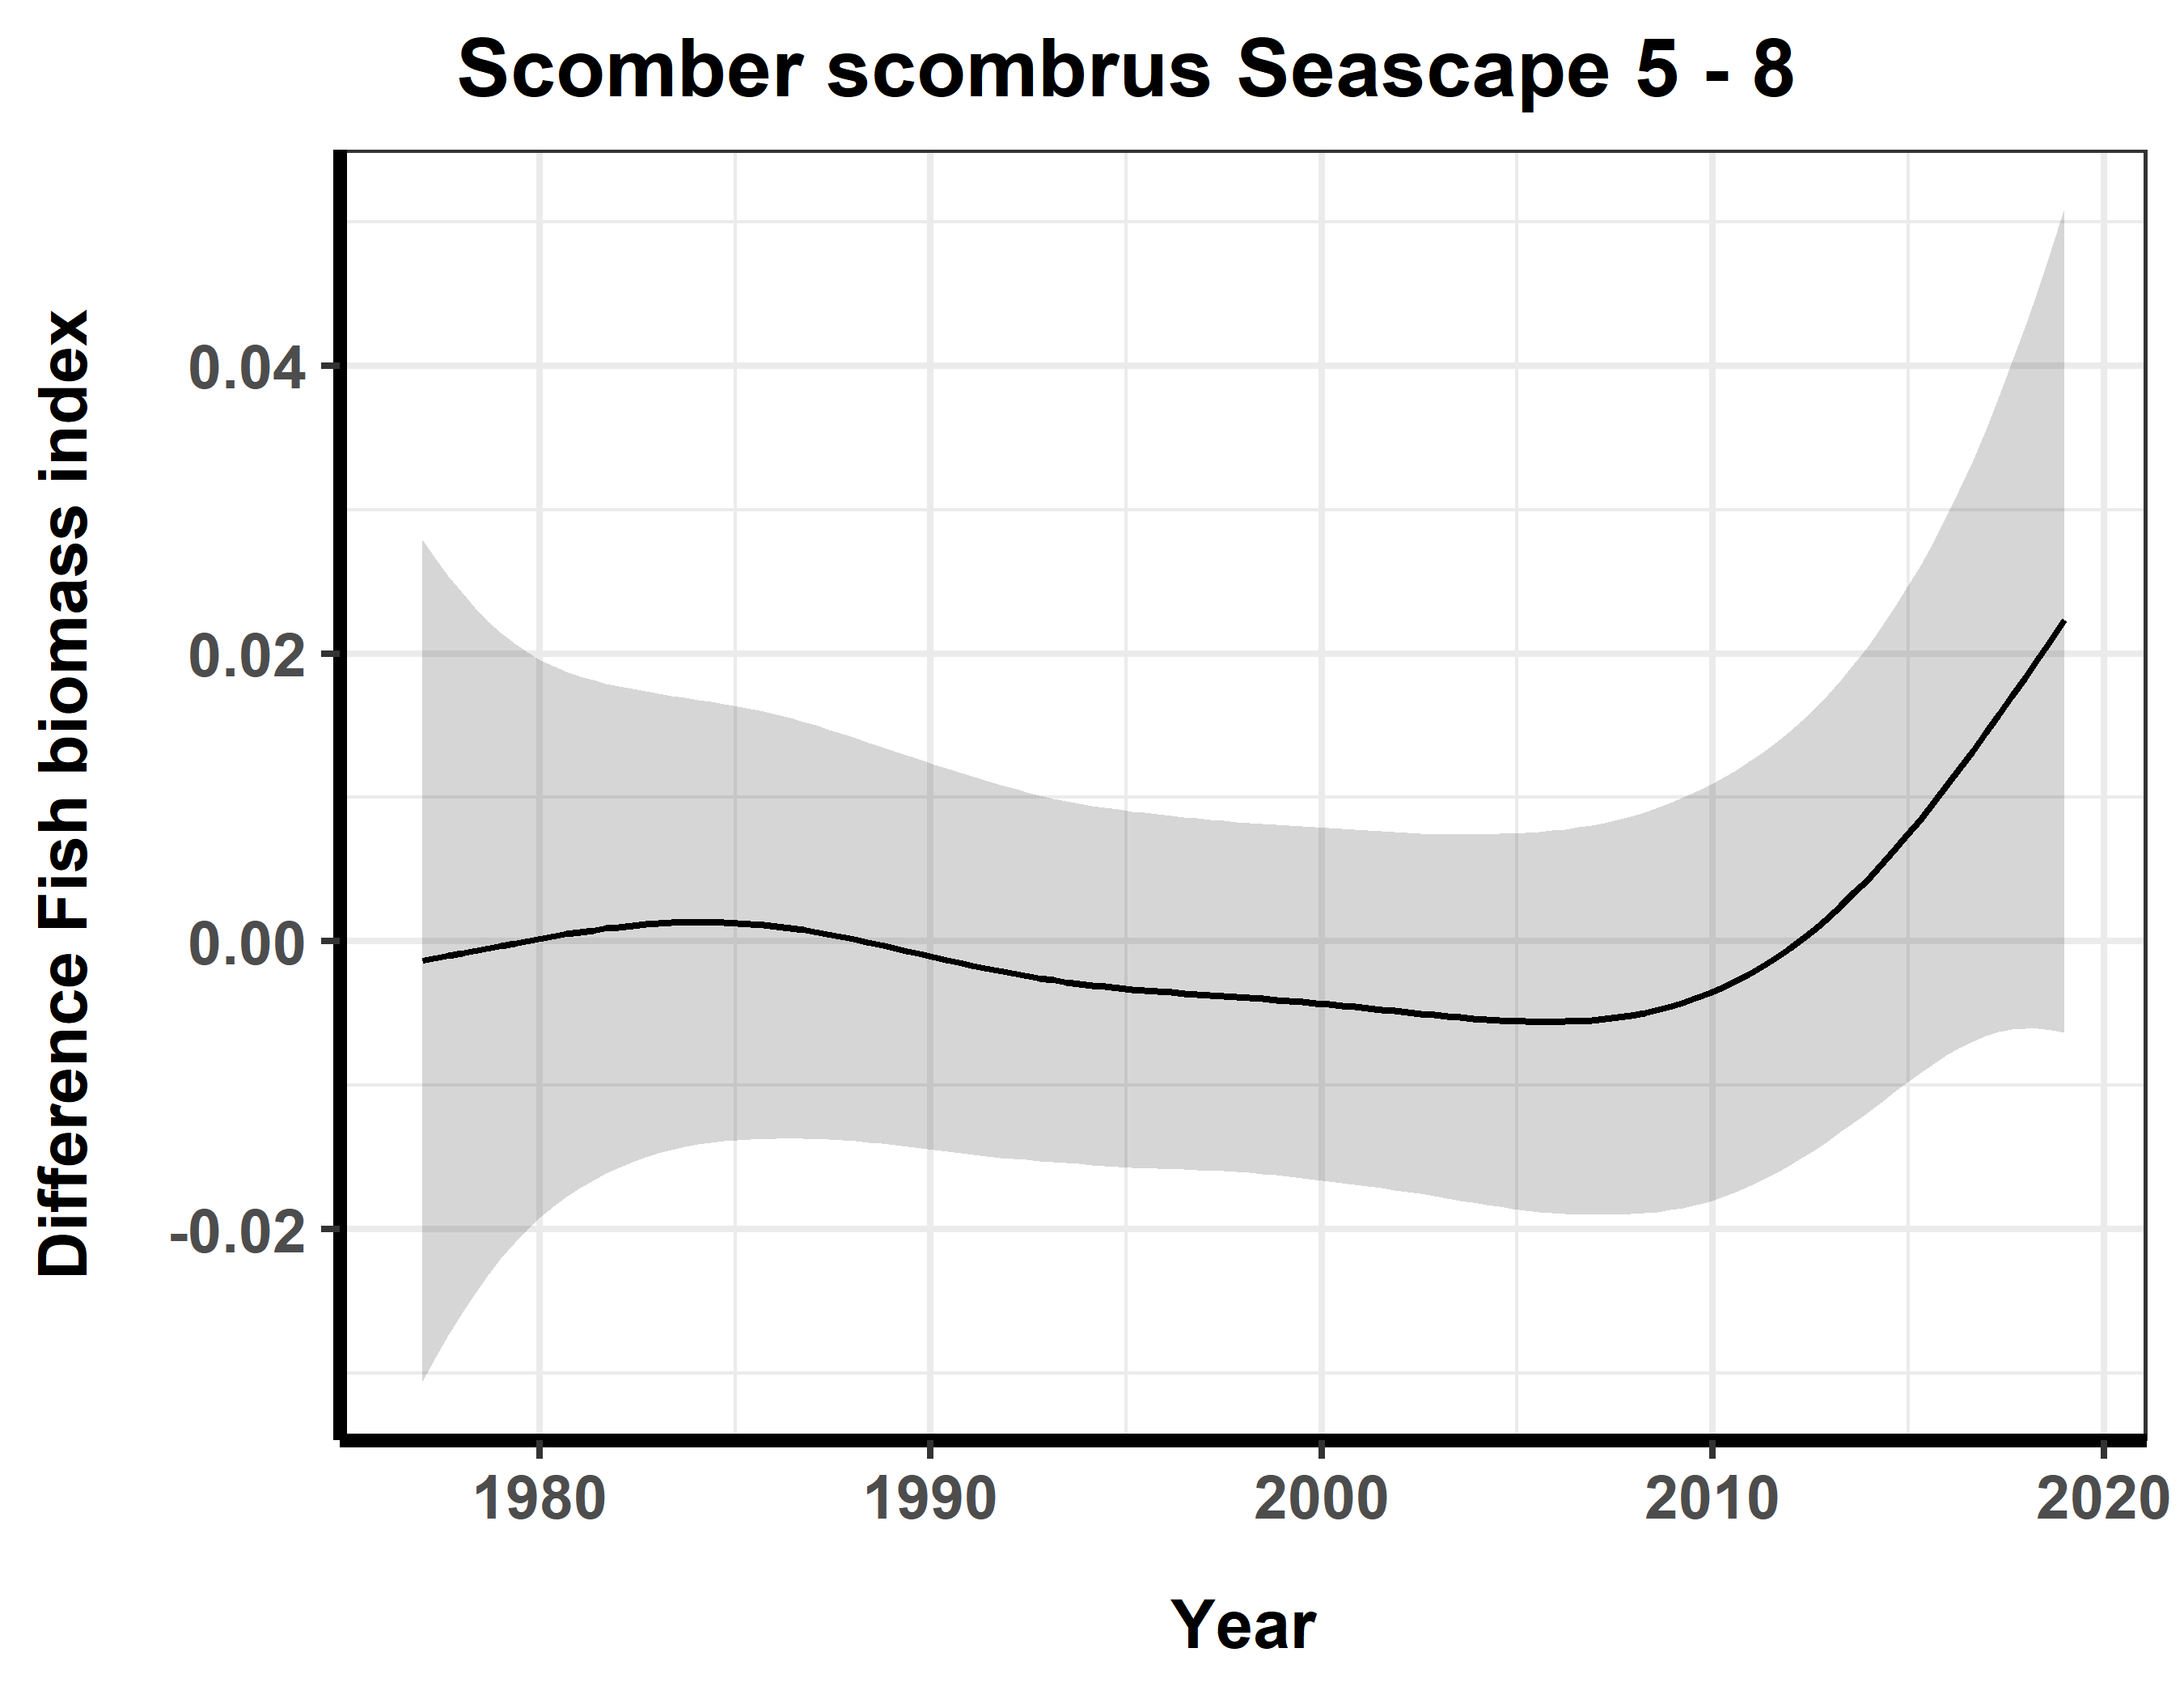 Scomber scombrus Seascape 5 - 8
Difference Fish biomass index
0.04
0.02
0.00
-0.02
1980 1990 2000 2010 2020
Year